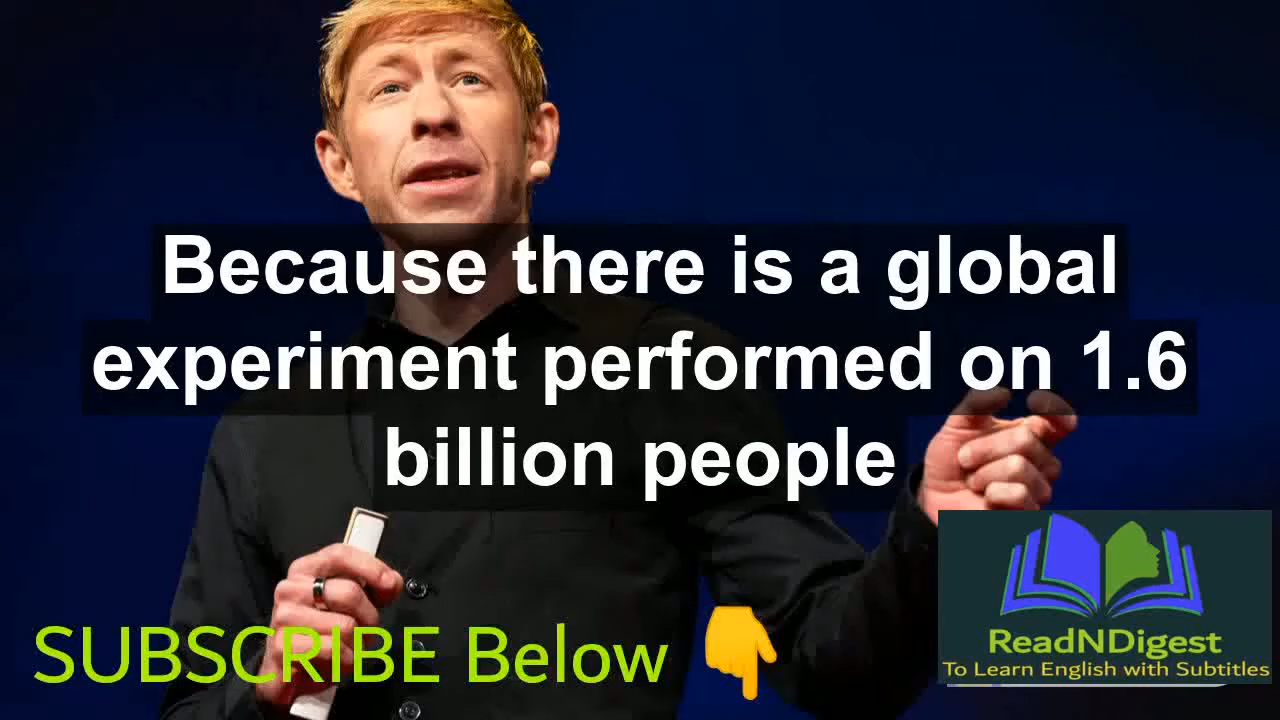 Because there is a global
experiment performed on 1.6
billion people
SUBSCRIBE Below
ReadNDigest
To Learn English with Subtitles